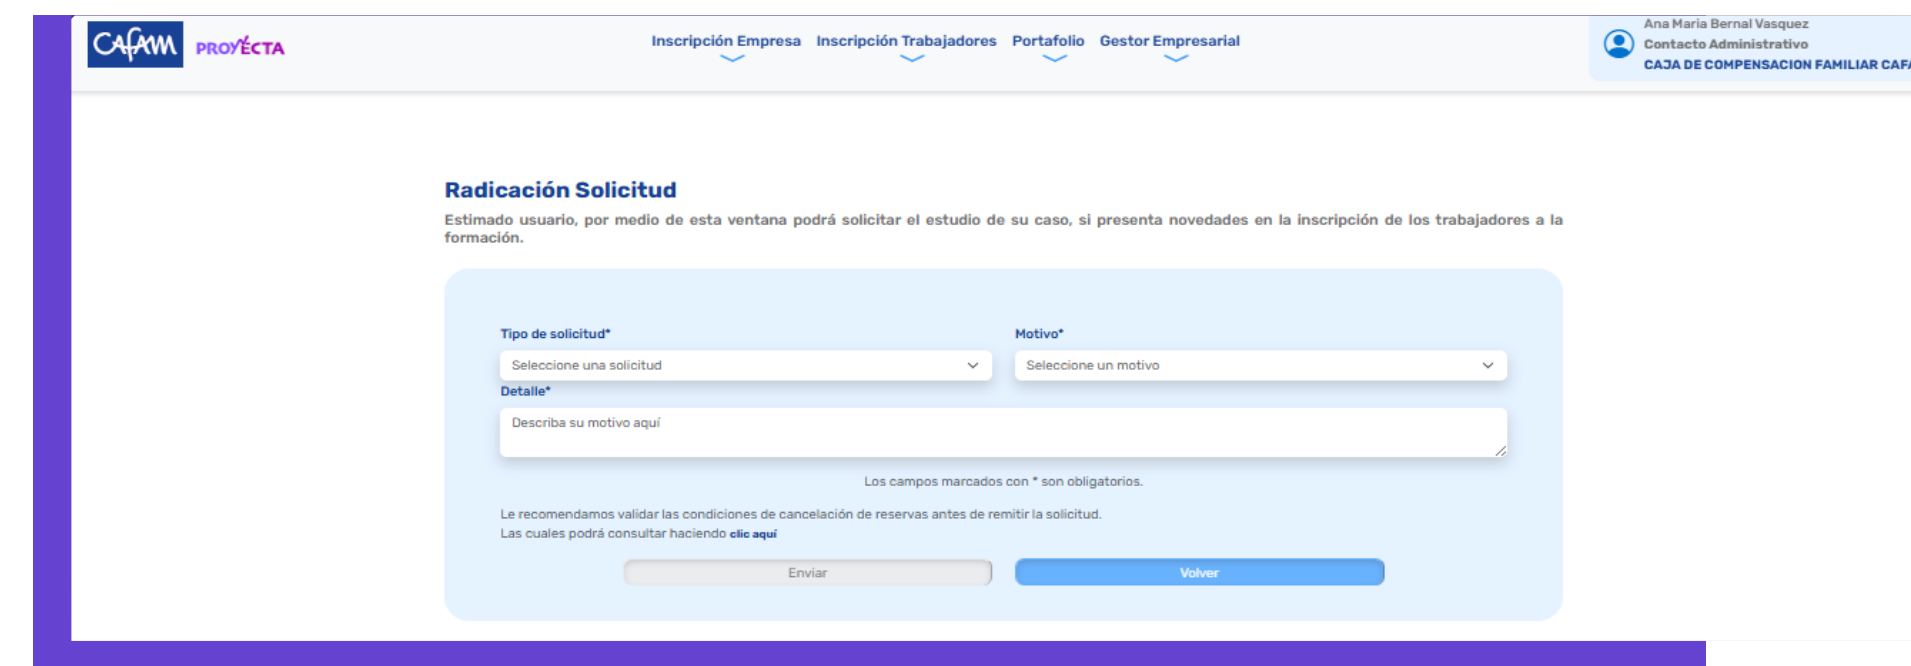 CAFAM PROYECTA
Inscripción Empresa Inscripción Trabajadores Portafolio Gestor Empresarial
Ana Maria Bernal Vasquez
Contacto Administrativo
CAJA DE COMPENSACION FAMILIAR CAFA
Radicación Solicitud
Estimado usuario, por medio de esta ventana podrá solicitar el estudio de su caso, si presenta novedades en la inscripción de los trabajadores a la
formación.
Tipo de solicitud* Motivo*
Seleccione una solicitud Seleccione un motivo
Detalle*
Describa su motivo aquí
Los campos marcados con * son obligatorios.
Le recomendamos validar las condiciones de cancelación de reservas antes de remitir la solicitud.
Las cuales podrá consultar haciendo clic aquí
Enviar Volver